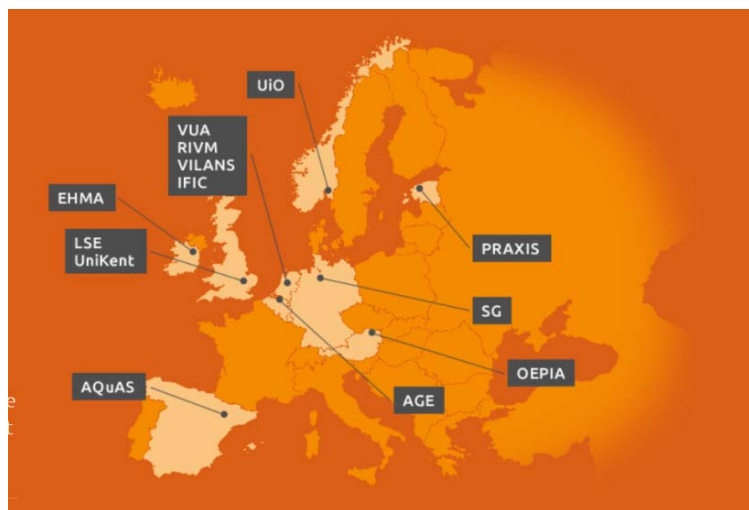 UiO
VUA
RIVM
VILANS
IFIC
EHMA
LSE
UniKent
PRAXIS
SG
OEPIA
AGE
AQuAS